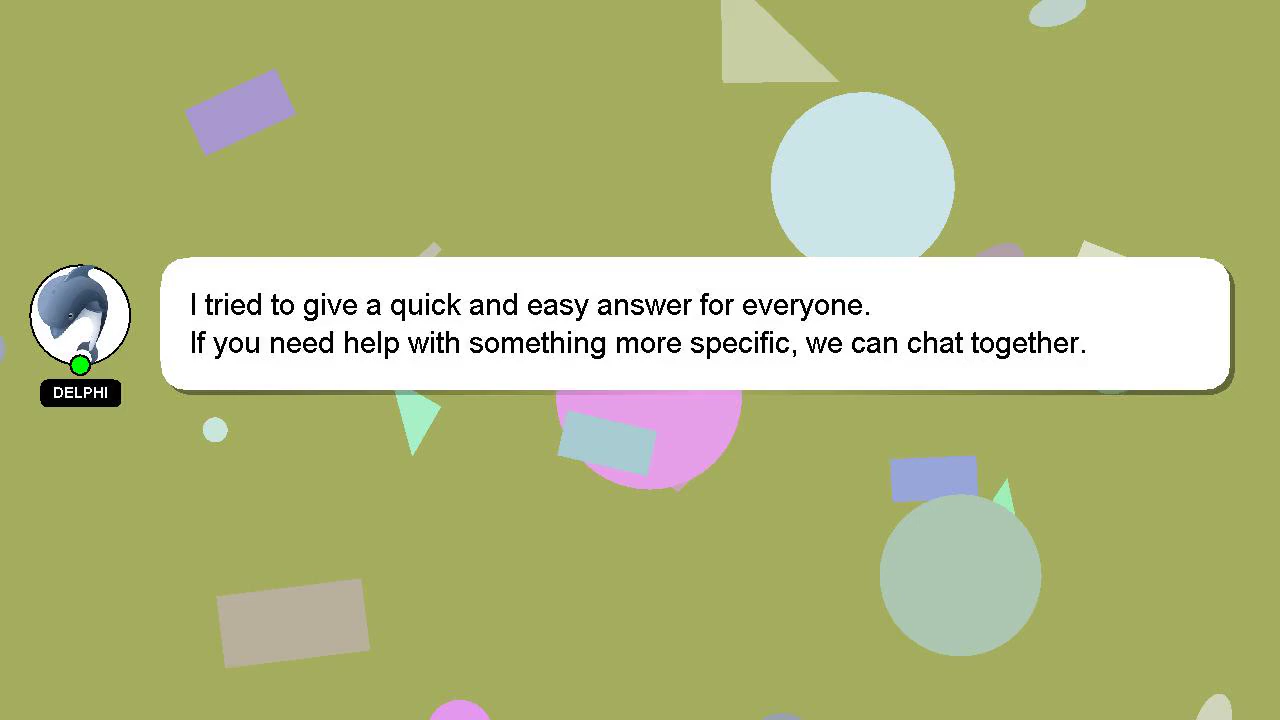 I tried to give a quick and easy answer for everyone.
If you need help with something more specific, we can chat together.
DELPHI